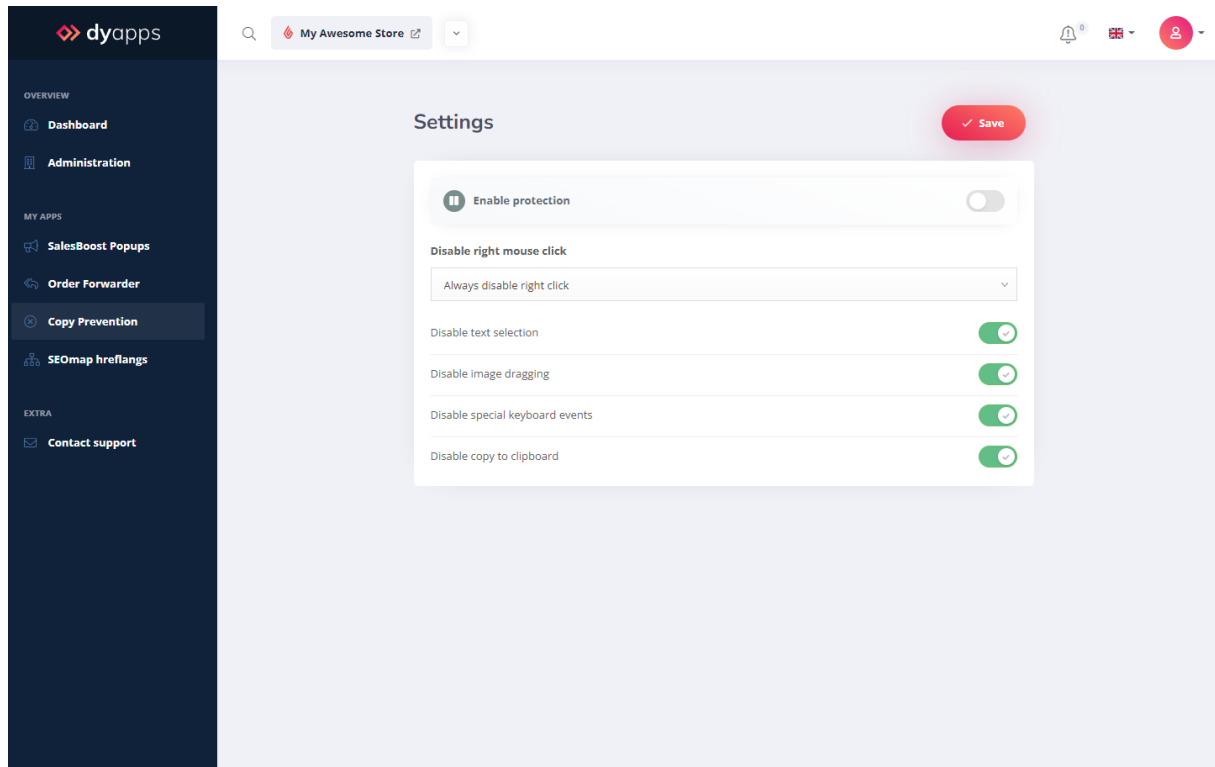 dyapps
My Awesome Store
0
OVERVIEW
Dashboard
Administration
MY APPS
SalesBoost Popups
Order Forwarder
Copy Prevention
SEOmap hreflangs
EXTRA
Contact support
Settings
Save
Enable protection
Disable right mouse click
Always disable right click
Disable text selection
Disable image dragging
Disable special keyboard events
Disable copy to clipboard